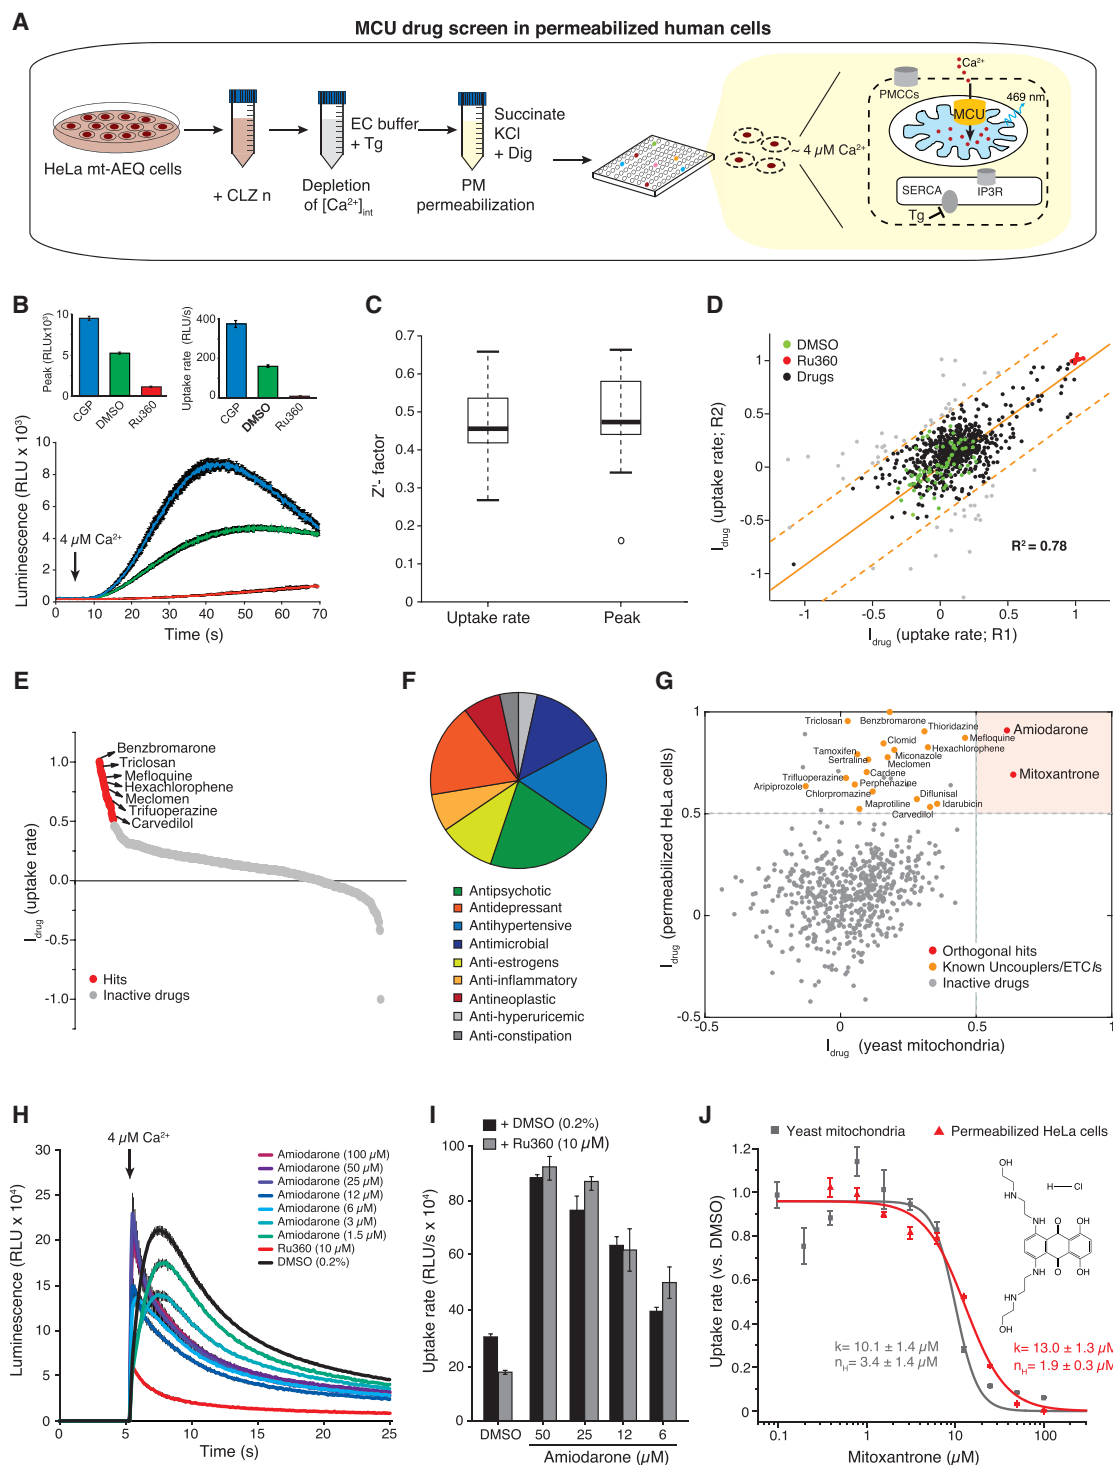 A
MCU drug screen in permeabilized human cells
HeLa mt-AEQ cells
+ CLZ n
EC buffer
+ Tg
Depletion
of [Ca²⁺]int
Succinate
KCl
+ Dig
PM
permeabilization
~ 4 µM Ca²⁺
PMCCs
Ca²⁺
469 nm
MCU
SERCA
IP3R
Tg
B
Peak (RLUx10³)
10
5
0
CGP
DMSO
Ru360
Uptake rate (RLU/s)
400
200
0
CGP
DMSO
Ru360
Luminescence (RLU x 10³)
10
8
6
4
2
0
4 µM Ca²⁺
0 10 20 30 40 50 60 70
Time (s)
C
Z'- factor
0.7
0.6
0.5
0.4
0.3
0.2
0.1
0
Uptake rate
Peak
D
DMSO
Ru360
Drugs
Idrug (uptake rate; R2)
1
0.5
0
-0.5
-1
R² = 0.78
-1 -0.5 0 0.5 1
Idrug (uptake rate; R1)
E
Idrug (uptake rate)
1.0
0.5
0.0
-0.5
-1.0
Benzbromarone
Triclosan
Mefloquine
Hexachlorophene
Meclomen
Trifuoperazine
Carvedilol
Hits
Inactive drugs
F
Antipsychotic
Antidepressant
Antihypertensive
Antimicrobial
Anti-estrogens
Anti-inflammatory
Antineoplastic
Anti-hyperuricemic
Anti-constipation
G
Idrug (permeabilized HeLa cells)
1
0.5
0
-0.5
Triclosan
Benzbromarone
Thioridazine
Clomid
Mefloquine
Tamoxifen
Hexachlorophene
Sertraline
Miconazole
Meclomen
Cardene
Trifluoperazine
Perphenazine
Aripiprozole
Chlorpromazine
Diflunisal
Maprotiline
Idarubicin
Carvedilol
Amiodarone
Mitoxantrone
Orthogonal hits
Known Uncouplers/ETCIs
Inactive drugs
-0.5 0 0.5 1
Idrug (yeast mitochondria)
H
4 µM Ca²⁺
Luminescence (RLU x 10⁴)
30
25
20
15
10
5
0
Amiodarone (100 µM)
Amiodarone (50 µM)
Amiodarone (25 µM)
Amiodarone (12 µM)
Amiodarone (6 µM)
Amiodarone (3 µM)
Amiodarone (1.5 µM)
Ru360 (10 µM)
DMSO (0.2%)
0 5 10 15 20 25
Time (s)
I
+ DMSO (0.2%)
+ Ru360 (10 µM)
Uptake rate (RLU/s x 10⁴)
100
80
60
40
20
0
DMSO 50 25 12 6
Amiodarone (µM)
J
Yeast mitochondria
Permeabilized HeLa cells
Uptake rate (vs. DMSO)
1.2
1.0
0.8
0.6
0.4
0.2
0
OH
HN
NH
H—Cl
O
OH
O
OH
NH
HN
OH
k= 10.1 ± 1.4 µM
nH= 3.4 ± 1.4 µM
k= 13.0 ± 1.3 µM
nH= 1.9 ± 0.3 µM
0.1 1 10 100
Mitoxantrone (µM)